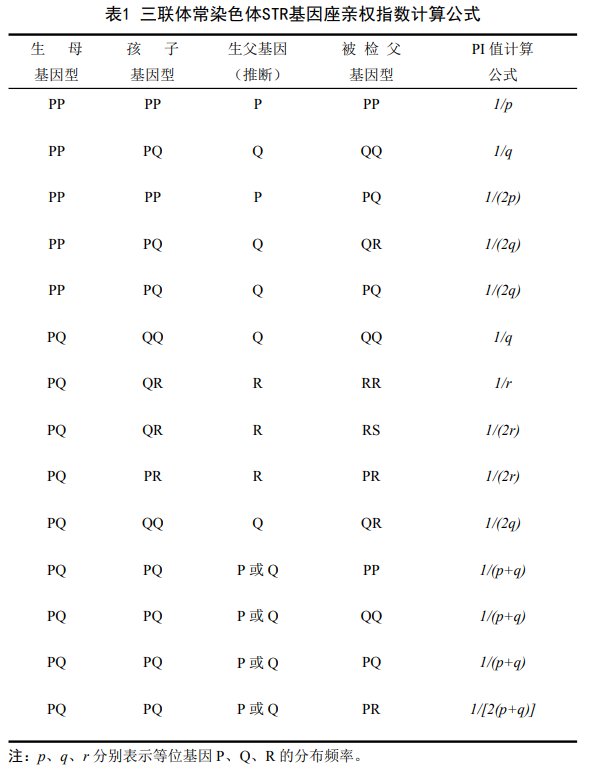 表1 三联体常染色体STR基因座亲权指数计算公式
生 母 孩 子 生父基因 被 检 父 PI 值计算
基因型 基因型 （推断） 基因型 公式
PP PP P PP 1/p
PP PQ Q QQ 1/q
PP PP P PQ 1/(2p)
PP PQ Q QR 1/(2q)
PP PQ Q PQ 1/(2q)
PQ QQ Q QQ 1/q
PQ QR R RR 1/r
PQ QR R RS 1/(2r)
PQ PR R PR 1/(2r)
PQ QQ Q QR 1/(2q)
PQ PQ P 或 Q PP 1/(p+q)
PQ PQ P 或 Q QQ 1/(p+q)
PQ PQ P 或 Q PQ 1/(p+q)
PQ PQ P 或 Q PR 1/[2(p+q)]
注：p、q、r 分别表示等位基因 P、Q、R 的分布频率。